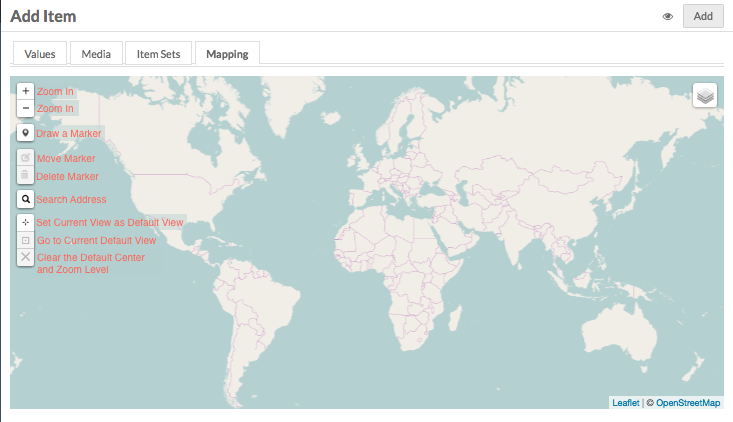 Add Item
Add
Values
Media
Item Sets
Mapping
+ Zoom In
− Zoom In
Draw a Marker
Move Marker
Delete Marker
Search Address
Set Current View as Default View
Go to Current Default View
Clear the Default Center
and Zoom Level
Leaflet | © OpenStreetMap